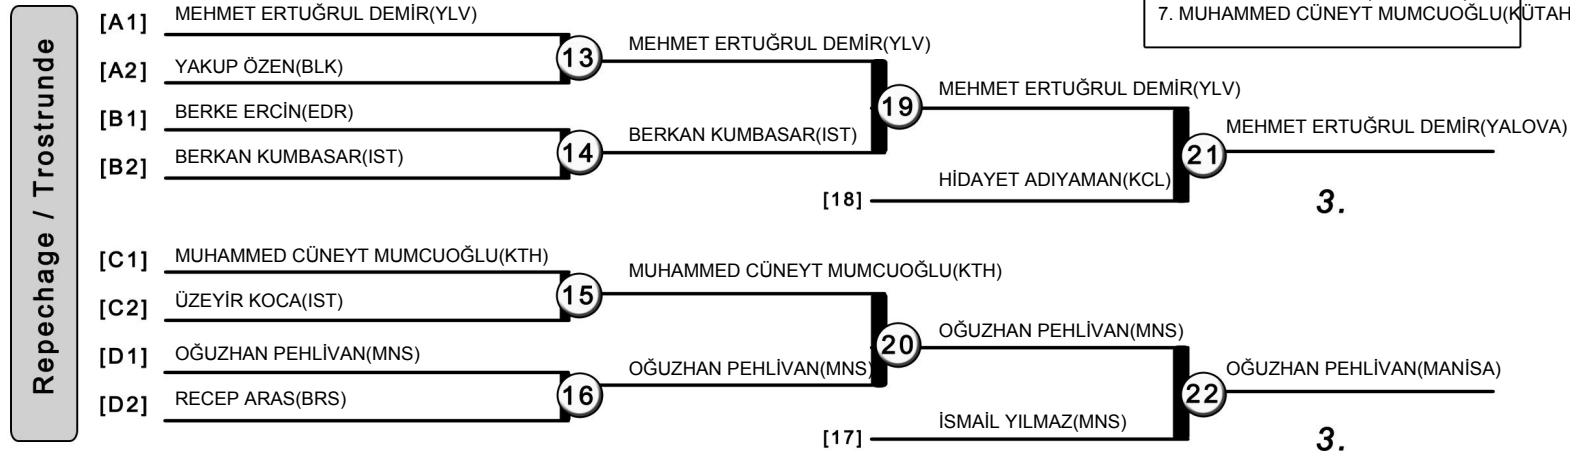 7. MUHAMMED CÜNEYT MUMCUOĞLU(KÜTAH
Repechage / Trostrunde
[A1] MEHMET ERTUĞRUL DEMİR(YLV)
13 MEHMET ERTUĞRUL DEMİR(YLV)
[A2] YAKUP ÖZEN(BLK)
19 MEHMET ERTUĞRUL DEMİR(YLV)
[B1] BERKE ERCİN(EDR)
14 BERKAN KUMBASAR(IST)
[B2] BERKAN KUMBASAR(IST)
21 MEHMET ERTUĞRUL DEMİR(YALOVA)
[18] HİDAYET ADIYAMAN(KCL)
3.
[C1] MUHAMMED CÜNEYT MUMCUOĞLU(KTH)
15 MUHAMMED CÜNEYT MUMCUOĞLU(KTH)
[C2] ÜZEYİR KOCA(IST)
20 OĞUZHAN PEHLİVAN(MNS)
[D1] OĞUZHAN PEHLİVAN(MNS)
16 OĞUZHAN PEHLİVAN(MNS)
[D2] RECEP ARAS(BRS)
22 OĞUZHAN PEHLİVAN(MANİSA)
[17] İSMAİL YILMAZ(MNS)
3.